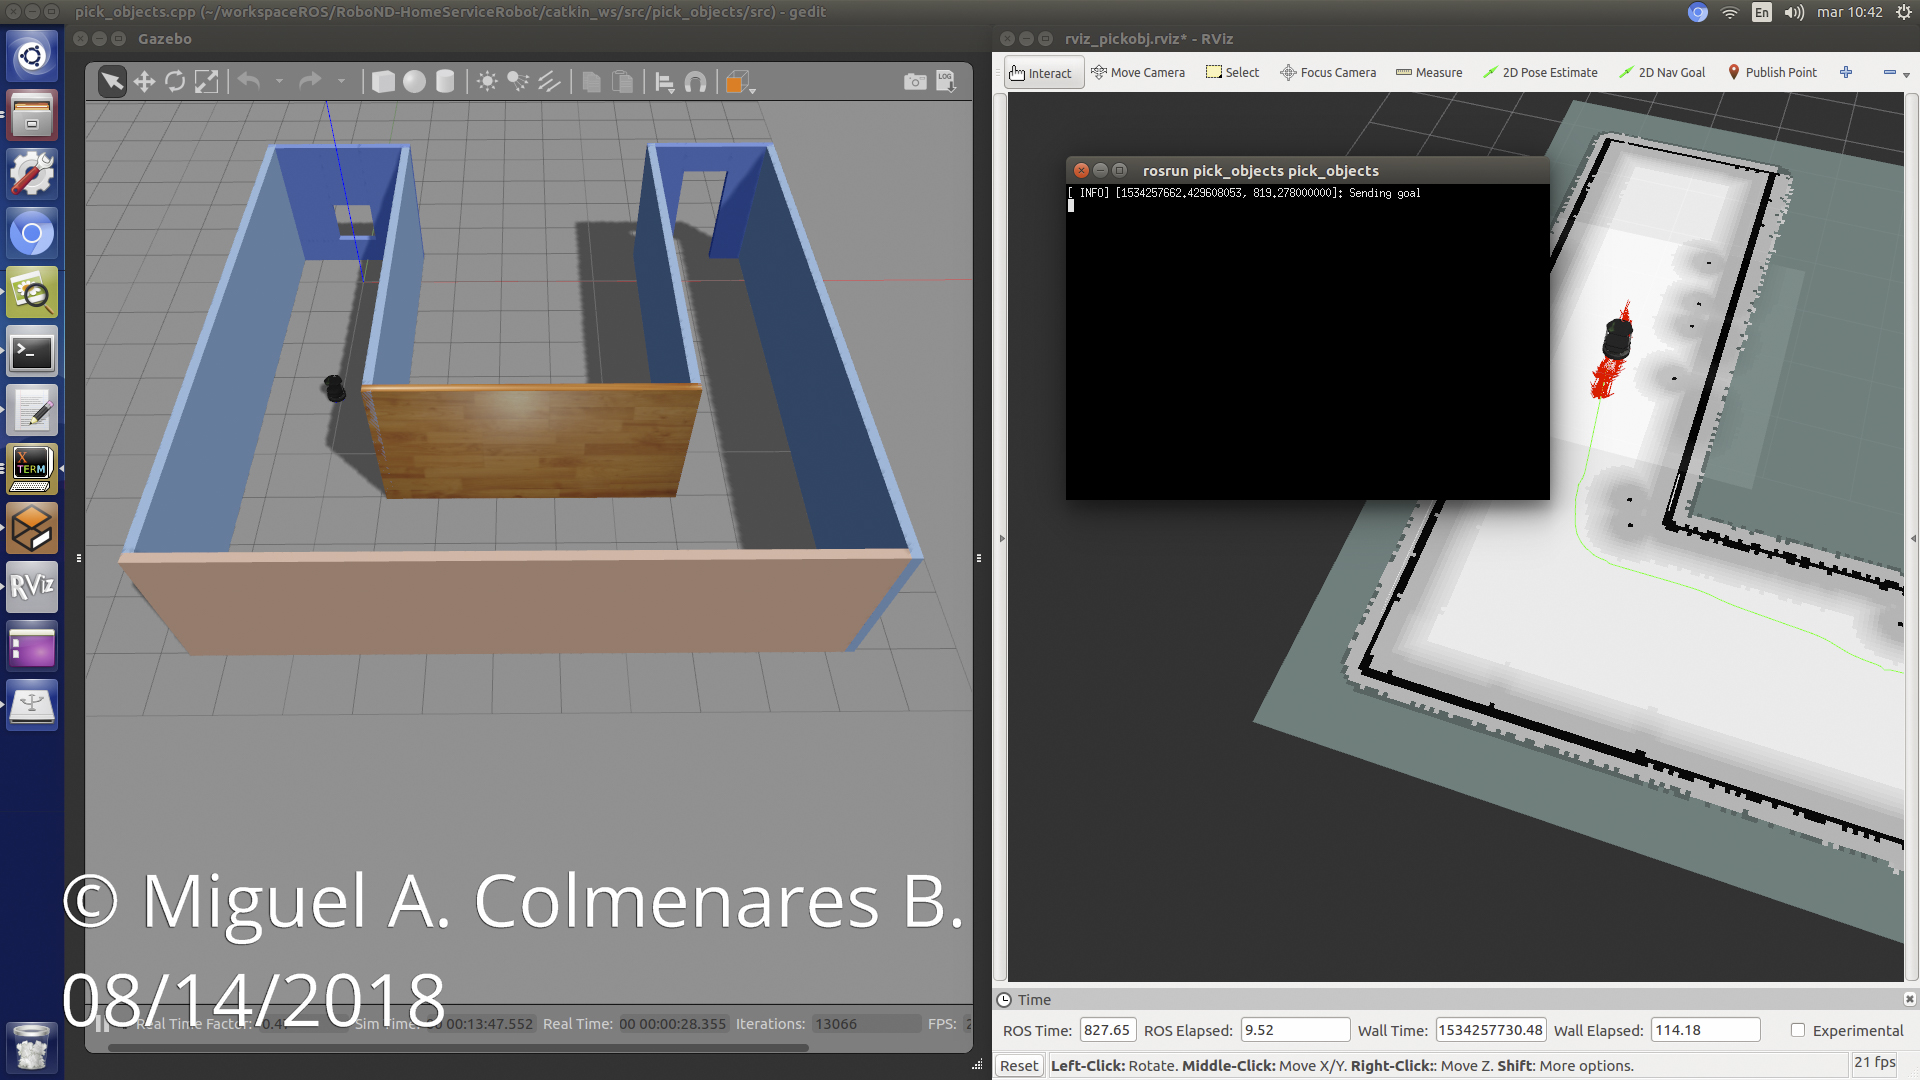 pick_objects.cpp (~/workspaceROS/RoboND-HomeServiceRobot/catkin_ws/src/pick_objects/src) - gedit
En
mar 10:42
Gazebo
LOG
rviz_pickobj.rviz* - RViz
Interact
Move Camera
Select
Focus Camera
Measure
2D Pose Estimate
2D Nav Goal
Publish Point
rosrun pick_objects pick_objects
[ INFO] [1534257662.429608053, 819.278000000]: Sending goal
X
TERM
RViz
© Miguel A. Colmenares B.
08/14/2018
Real Time Factor:
Sim Time:
00:13:47.552
Real Time:
00 00:00:28.355
Iterations:
13066
FPS:
Time
ROS Time:
827.65
ROS Elapsed:
9.52
Wall Time:
1534257730.48
Wall Elapsed:
114.18
Experimental
Reset
Left-Click: Rotate. Middle-Click: Move X/Y. Right-Click:: Move Z. Shift: More options.
21 fps